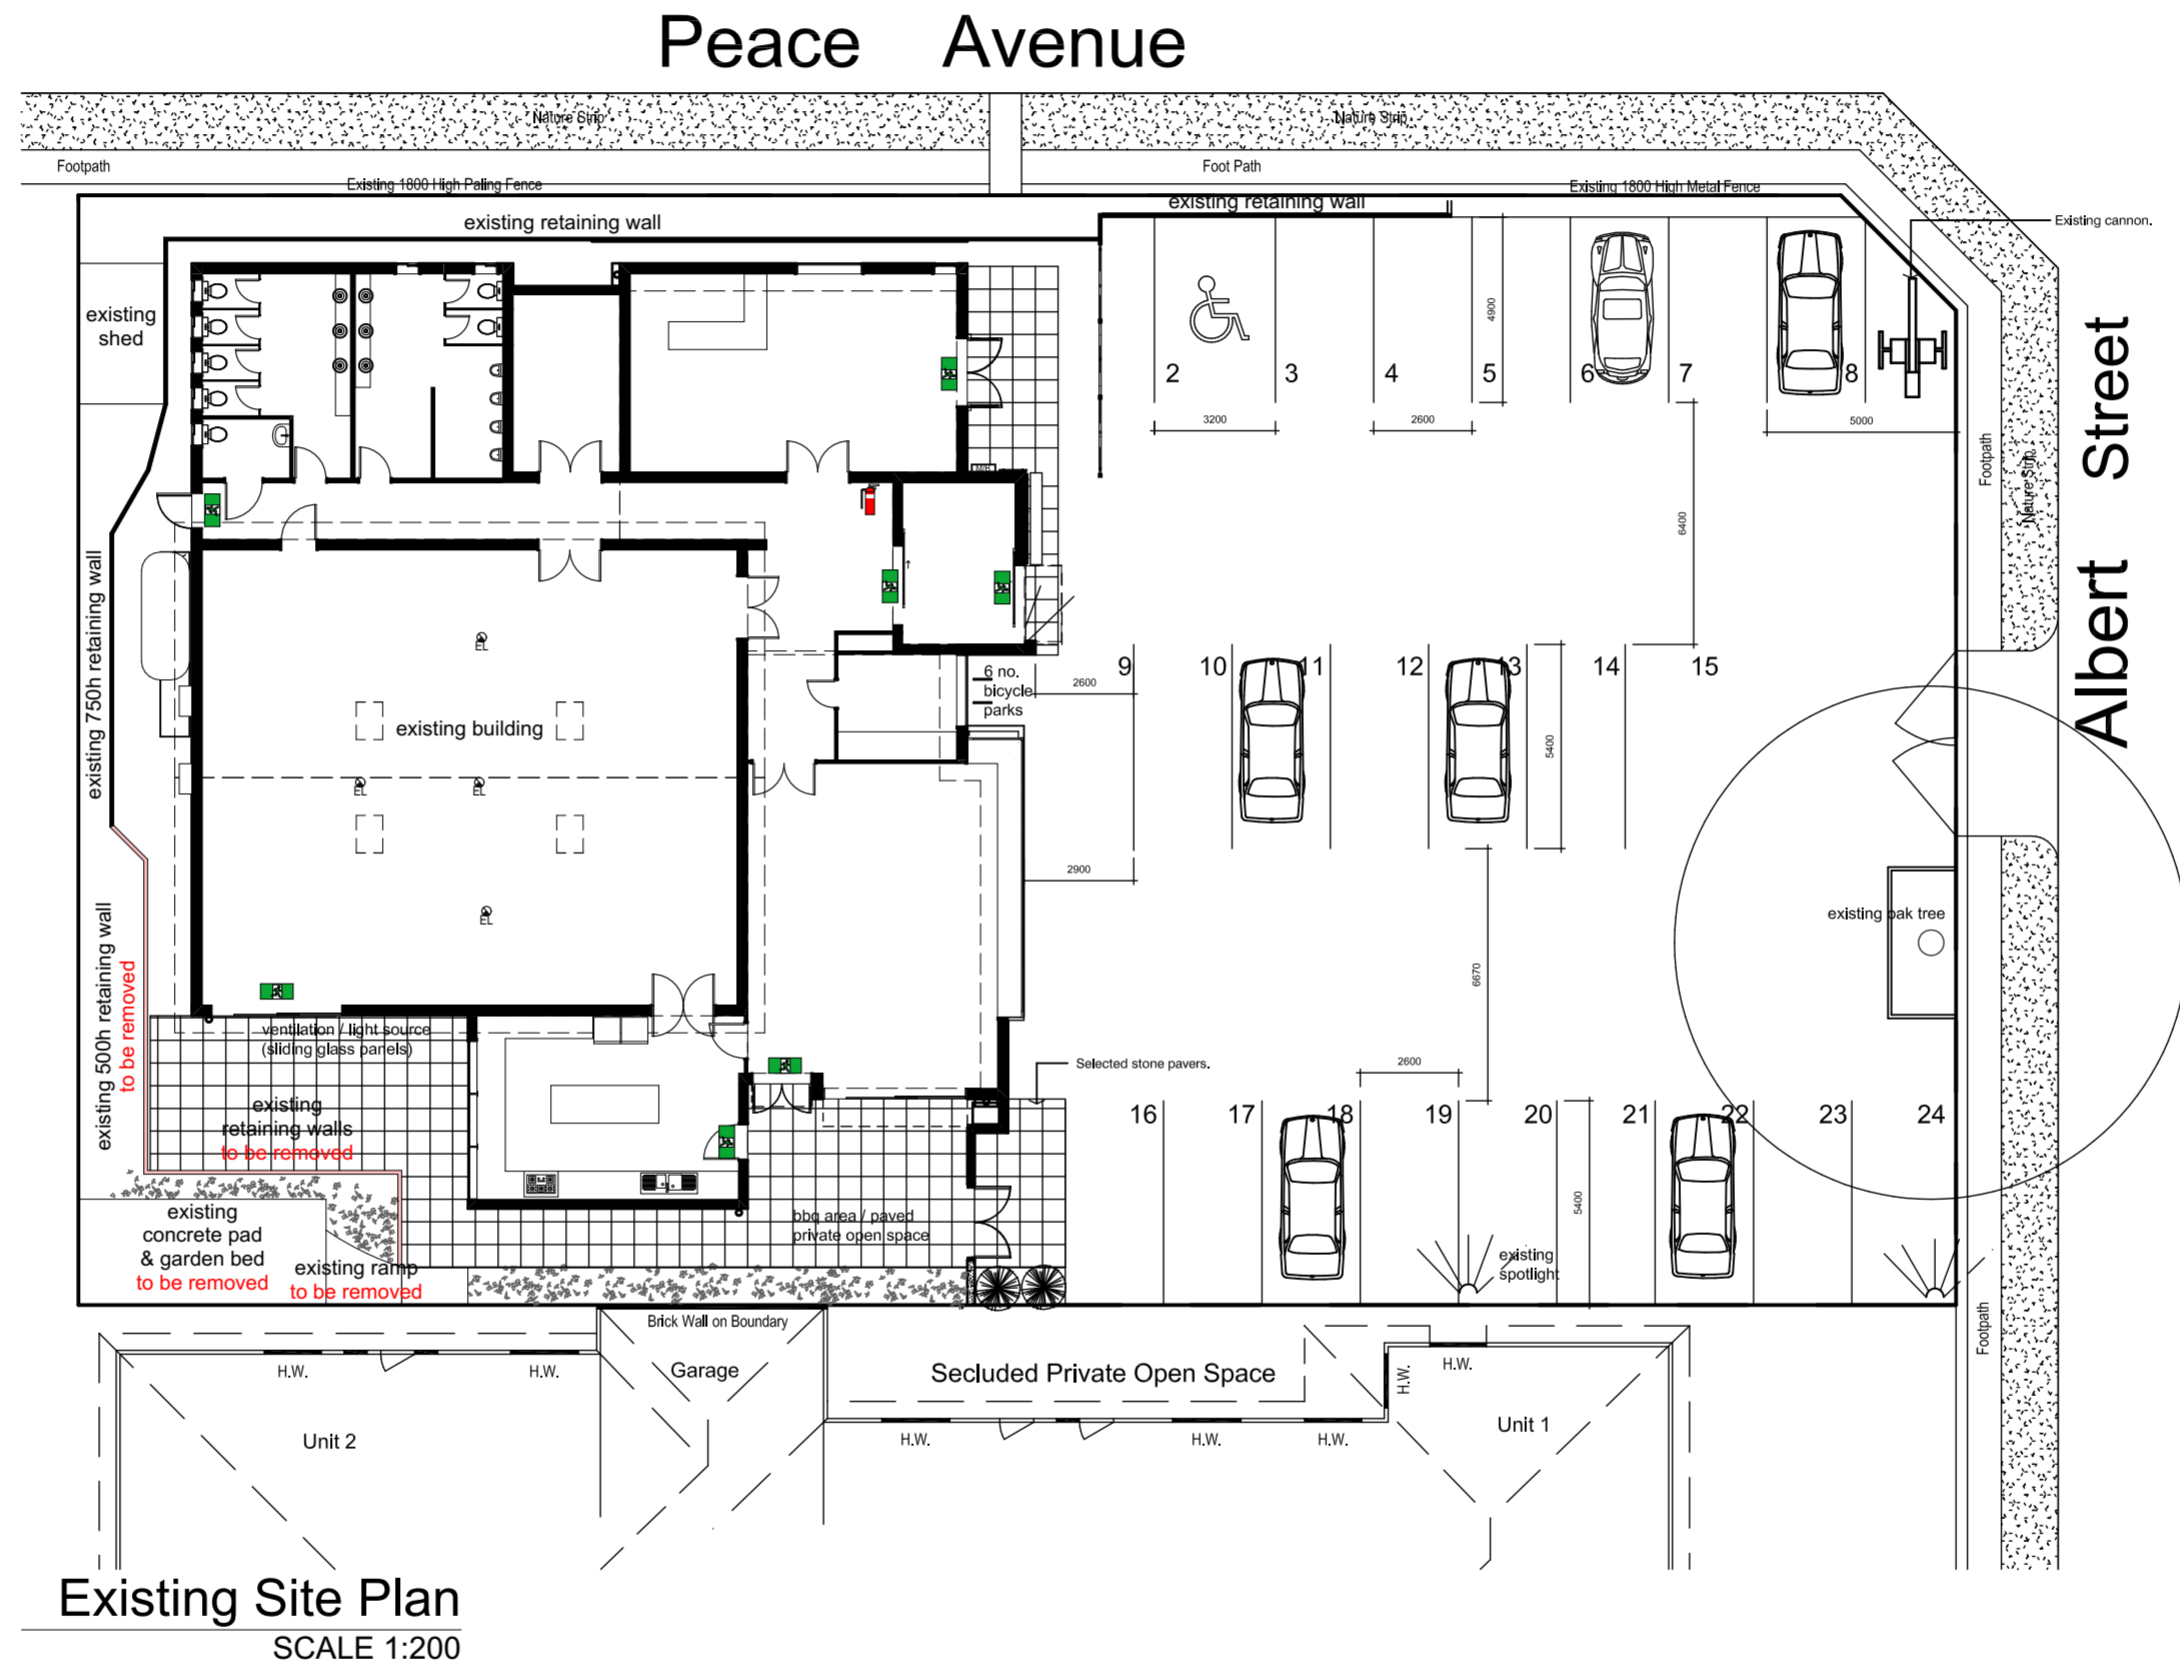 Peace Avenue
Nature Strip
Nature Strip
Footpath
Foot Path
Existing 1800 High Paling Fence
Existing 1800 High Metal Fence
existing retaining wall
existing retaining wall
Existing cannon.
existing
shed
Albert Street
2
3
4
5
6
7
8
4900
3200
2600
5000
Footpath
Nature Strip
6400
existing 750h retaining wall
EL
existing building
EL
EL
EL
6 no.
bicycle
parks
2600
9
10
11
12
13
14
15
5400
2900
existing oak tree
6670
existing 500h retaining wall
to be removed
ventilation / light source
(sliding glass panels)
Selected stone pavers.
2600
existing
retaining walls
to be removed
16
17
18
19
20
21
22
23
24
5400
existing
concrete pad
& garden bed
to be removed
existing ramp
to be removed
bbq area / paved
private open space
existing
spotlight
Footpath
Brick Wall on Boundary
H.W.
H.W.
Garage
Secluded Private Open Space
H.W.
H.W.
Unit 2
H.W.
H.W.
H.W.
Unit 1
Existing Site Plan
SCALE 1:200